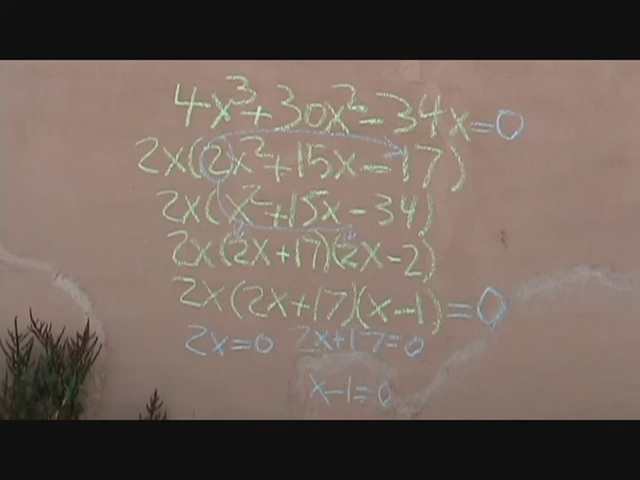 4x³+30x²-34x=0
2x(2x²+15x-17)
2x(x²+15x-34)
2x(2x+17)(2x-2)
2x(2x+17)(x-1)=0
2x=0 2x+17=0
x-1=0